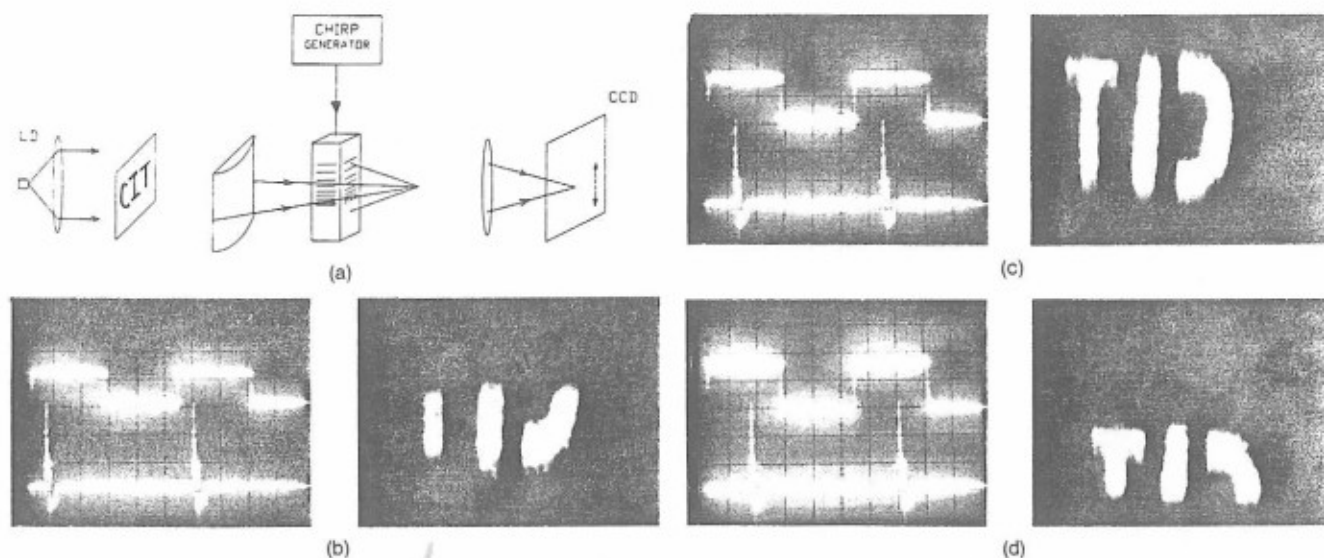 CHIRP
GENERATOR
LD
CIT
CCD
(a)
(c)
(b)
(d)